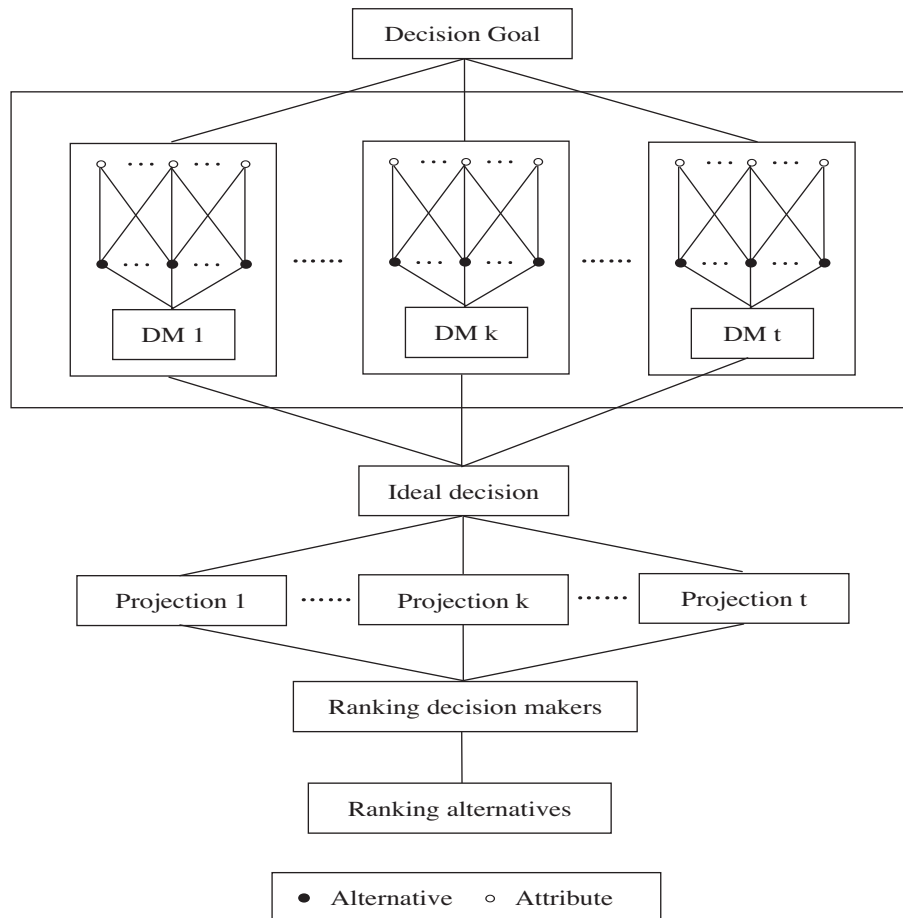 Decision Goal
DM 1
DM k
DM t
Ideal decision
Projection 1
Projection k
Projection t
Ranking decision makers
Ranking alternatives
Alternative
Attribute